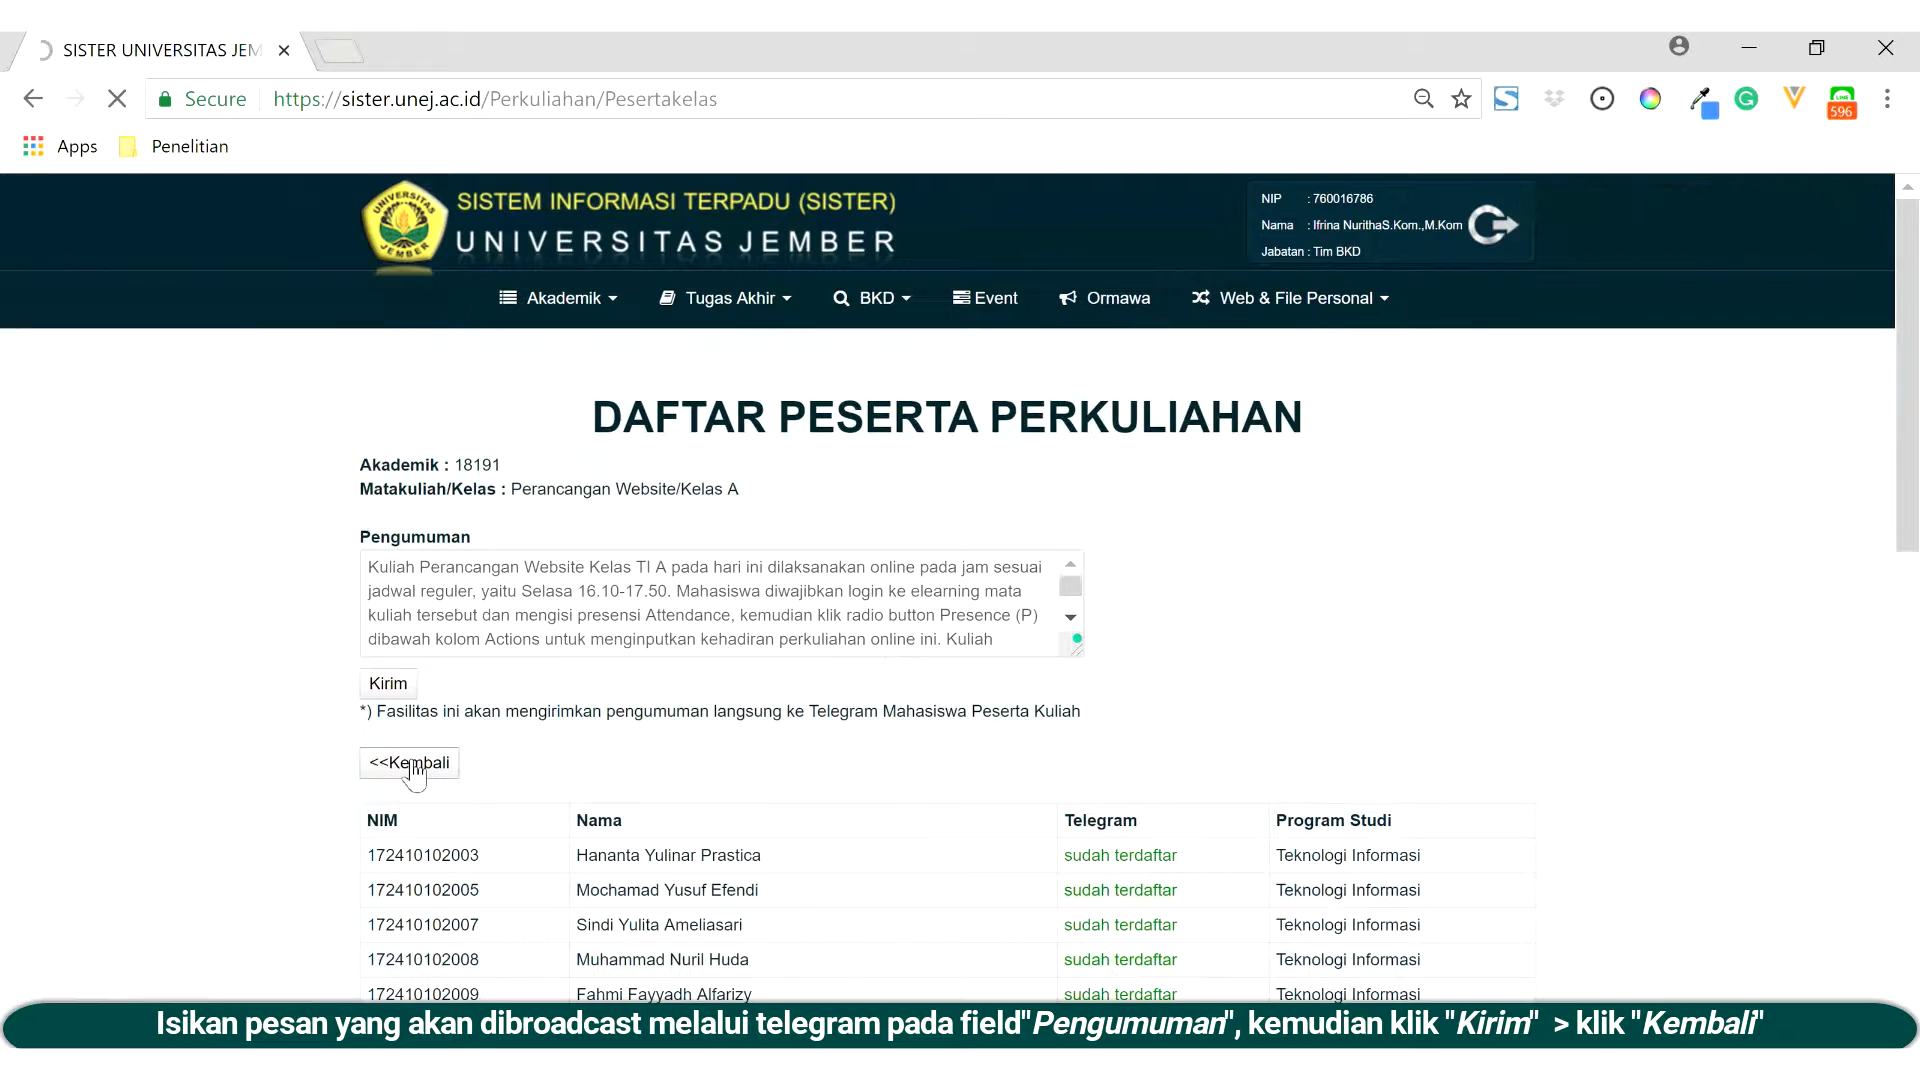 SISTER UNIVERSITAS JEM
Secure
https://sister.unej.ac.id/Perkuliahan/Pesertakelas
596
Apps
Penelitian
UNIVERSITAS
JEMBER
SISTEM INFORMASI TERPADU (SISTER)
UNIVERSITAS JEMBER
NIP : 760016786
Nama : Ifrina NurithaS.Kom.,M.Kom
Jabatan : Tim BKD
Akademik
Tugas Akhir
BKD
Event
Ormawa
Web & File Personal
DAFTAR PESERTA PERKULIAHAN
Akademik : 18191
Matakuliah/Kelas : Perancangan Website/Kelas A
Pengumuman
Kuliah Perancangan Website Kelas TI A pada hari ini dilaksanakan online pada jam sesuai
jadwal reguler, yaitu Selasa 16.10-17.50. Mahasiswa diwajibkan login ke elearning mata
kuliah tersebut dan mengisi presensi Attendance, kemudian klik radio button Presence (P)
dibawah kolom Actions untuk menginputkan kehadiran perkuliahan online ini. Kuliah
Kirim
*) Fasilitas ini akan mengirimkan pengumuman langsung ke Telegram Mahasiswa Peserta Kuliah
<<Kembali
NIM Nama Telegram Program Studi
172410102003 Hananta Yulinar Prastica sudah terdaftar Teknologi Informasi
172410102005 Mochamad Yusuf Efendi sudah terdaftar Teknologi Informasi
172410102007 Sindi Yulita Ameliasari sudah terdaftar Teknologi Informasi
172410102008 Muhammad Nuril Huda sudah terdaftar Teknologi Informasi
172410102009 Fahmi Fayyadh Alfarizy sudah terdaftar Teknologi Informasi
Isikan pesan yang akan dibroadcast melalui telegram pada field"Pengumuman", kemudian klik "Kirim" > klik "Kembali"